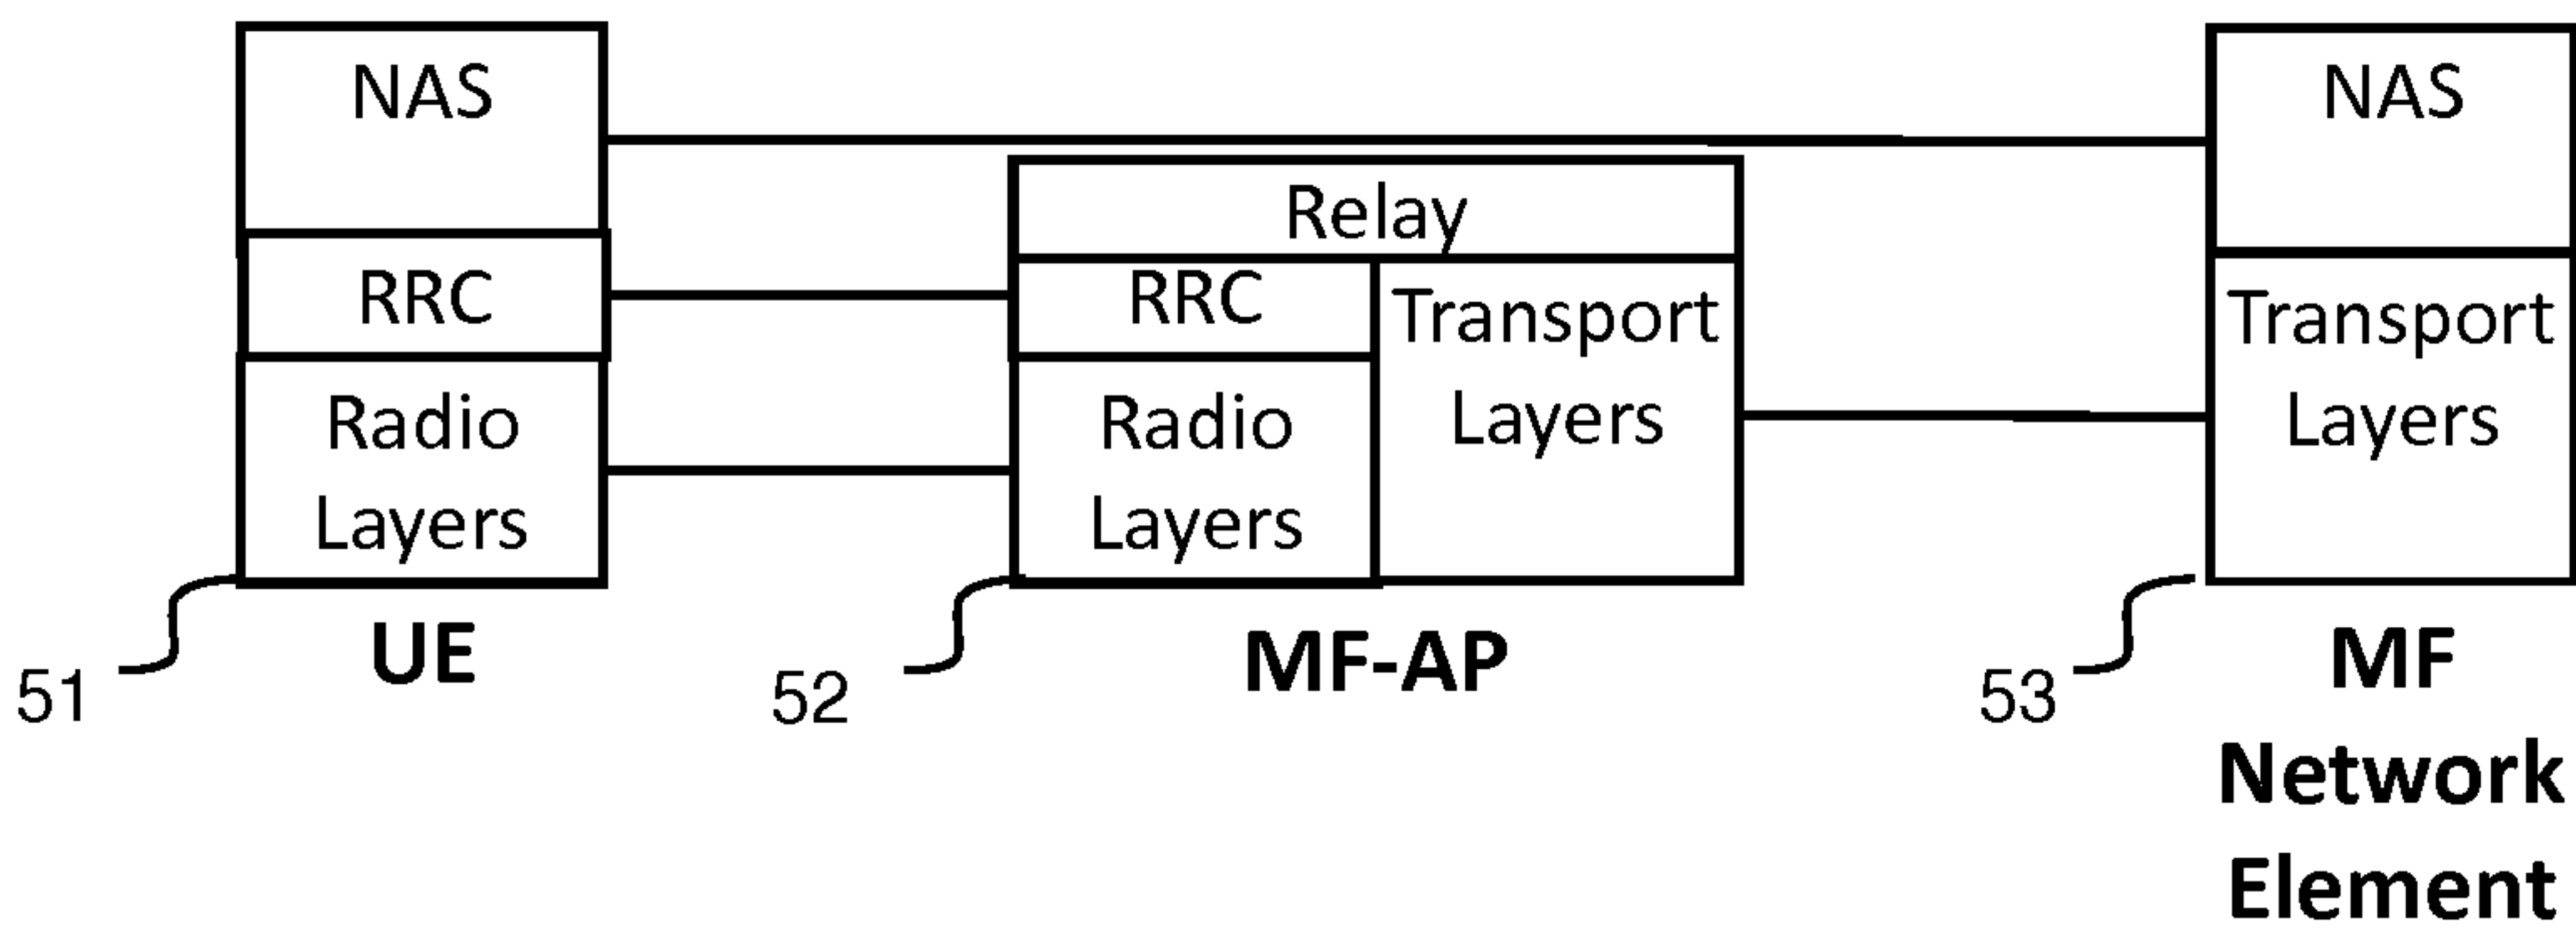 NAS
RRC
Radio
Layers
51
UE
Relay
RRC
Radio
Layers
Transport
Layers
52
MF-AP
NAS
Transport
Layers
53
MF
Network
Element